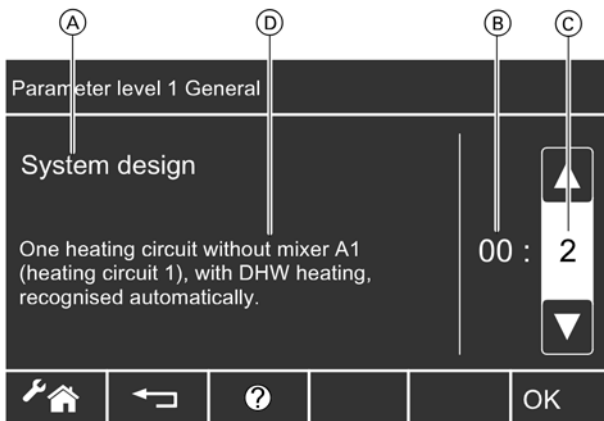 A D B C
Parameter level 1 General
System design
One heating circuit without mixer A1
(heating circuit 1), with DHW heating,
recognised automatically.
00 : 2
? OK